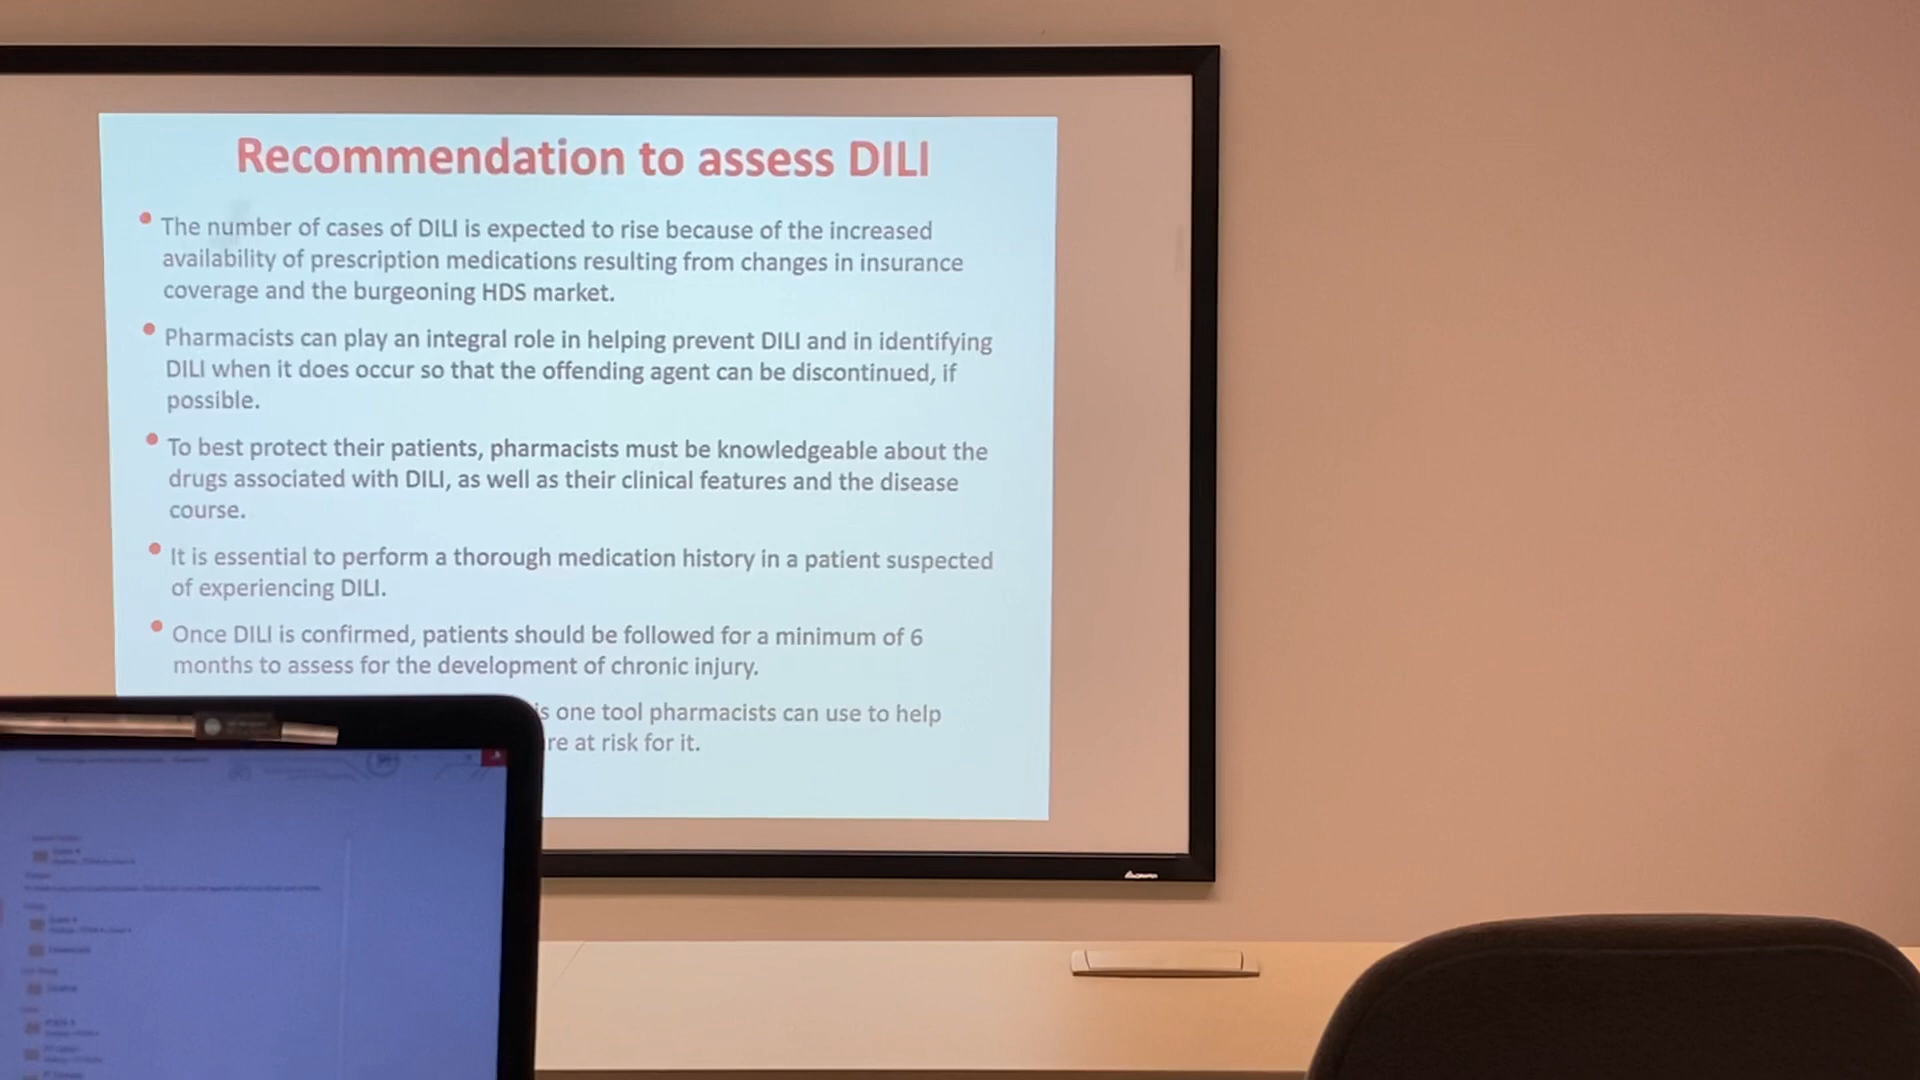 Recommendation to assess DILI
The number of cases of DILI is expected to rise because of the increased
availability of prescription medications resulting from changes in insurance
coverage and the burgeoning HDS market.
Pharmacists can play an integral role in helping prevent DILI and in identifying
DILI when it does occur so that the offending agent can be discontinued, if
possible.
To best protect their patients, pharmacists must be knowledgeable about the
drugs associated with DILI, as well as their clinical features and the disease
course.
It is essential to perform a thorough medication history in a patient suspected
of experiencing DILI.
Once DILI is confirmed, patients should be followed for a minimum of 6
months to assess for the development of chronic injury.
one tool pharmacists can use to help
at risk for it.